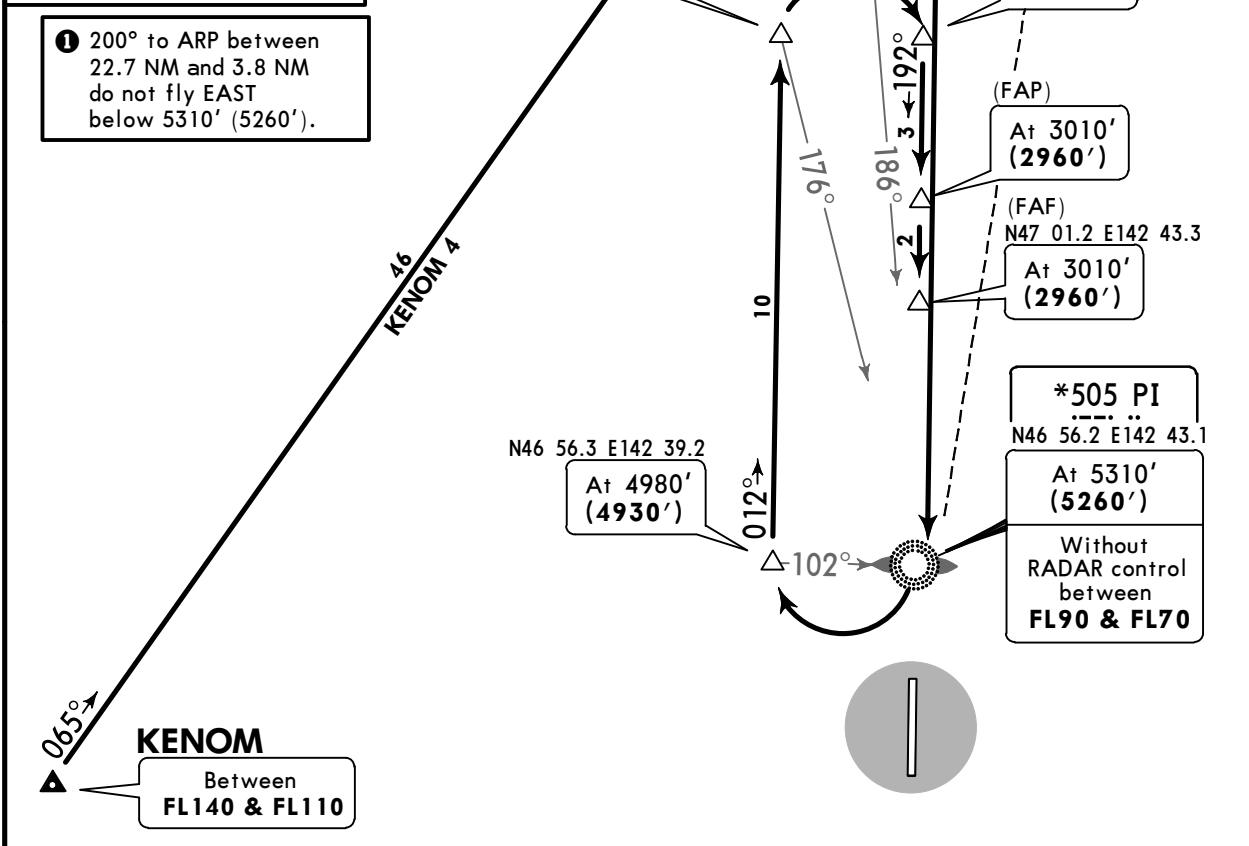 ❶ 200° to ARP between
22.7 NM and 3.8 NM
do not fly EAST
below 5310' (5260').
192°
3
(FAP)
At 3010'
(2960')
176°
186°
(FAF)
N47 01.2 E142 43.3
2
At 3010'
(2960')
46
KENOM 4
10
*505 PI
N46 56.2 E142 43.1
At 5310'
(5260')
Without
RADAR control
between
FL90 & FL70
N46 56.3 E142 39.2
At 4980'
(4930')
012°
102°
065°
KENOM
Between
FL140 & FL110